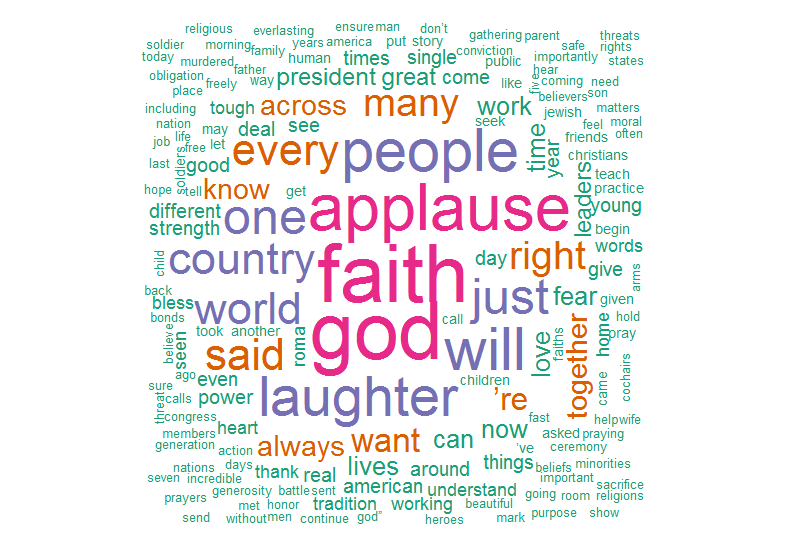 religious everlasting ensure man don't
gathering parent
soldier morning years america put story threats
today family human times single conviction public safe rights
murdered father importantly states
obligation way president great come hear
place freely like five coming need
including tough across many work believers son
nation may deal see seek time jewish matters
job life free let every people year feel moral
last soldiers good friends often
hope tell know get applause leaders christians
different one teach
strength practice
young
child country faith day right begin
words
back bless world god just fear give arms
bonds given
believe seen took another roma call will love faiths together home hold
pray
said children
ago even laughter 're came cochairs
sure threats calls power
congress heart now fast asked helpwife
members always want can 've praying
generation action ceremony
nations days thank real lives around things beliefs minorities
seven incredible american understand important sacrifice
prayers generosity battle sent tradition working beautiful going room religions
met honor
send without men continue god” heroes mark purpose show